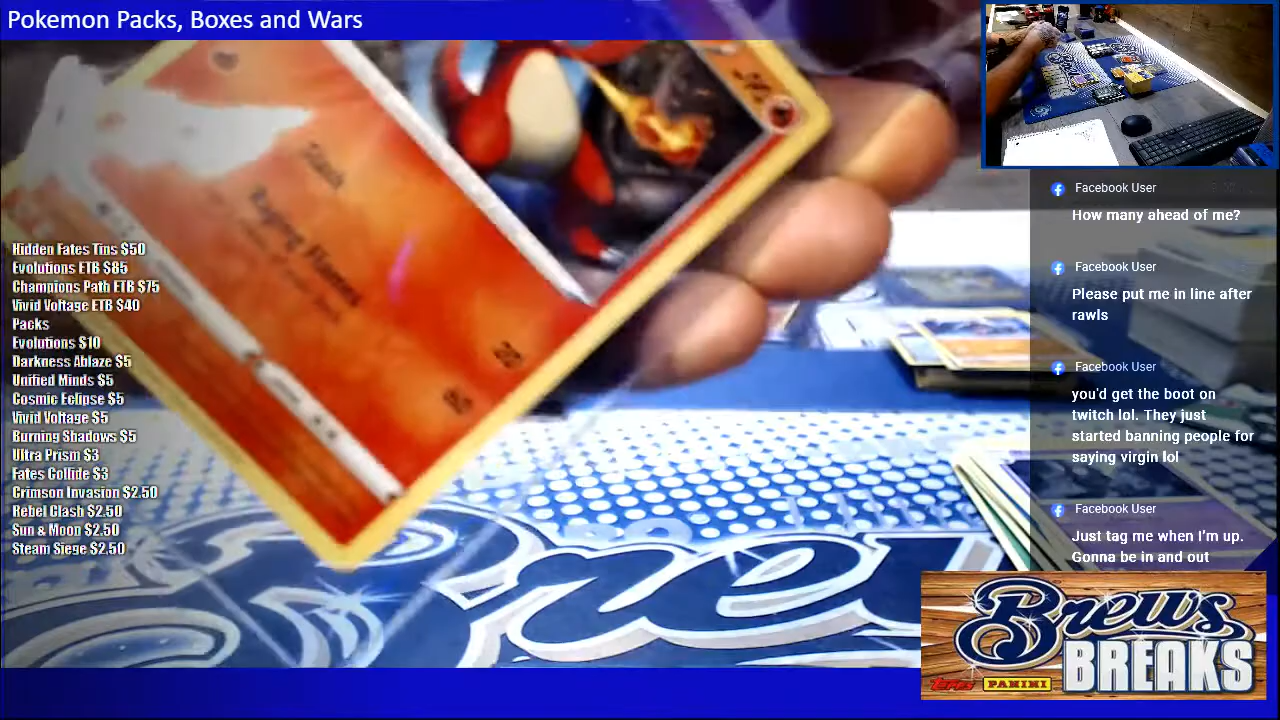 Pokemon Packs, Boxes and Wars
Slash
Raging Flames
Hidden Fates Tins $50
Evolutions ETB $85
Champions Path ETB $75
Vivid Voltage ETB $40
Packs
Evolutions $10
Darkness Ablaze $5
Unified Minds $5
Cosmic Eclipse $5
Vivid Voltage $5
Burning Shadows $5
Ultra Prism $3
Fates Collide $3
Crimson Invasion $2.50
Rebel Clash $2.50
Sun & Moon $2.50
Steam Siege $2.50
Facebook User
How many ahead of me?
Facebook User
Please put me in line after
rawls
Facebook User
you'd get the boot on
twitch lol. They just
started banning people for
saying virgin lol
Facebook User
Just tag me when I'm up.
Gonna be in and out
Brews
BREAKS
Topps PANINI